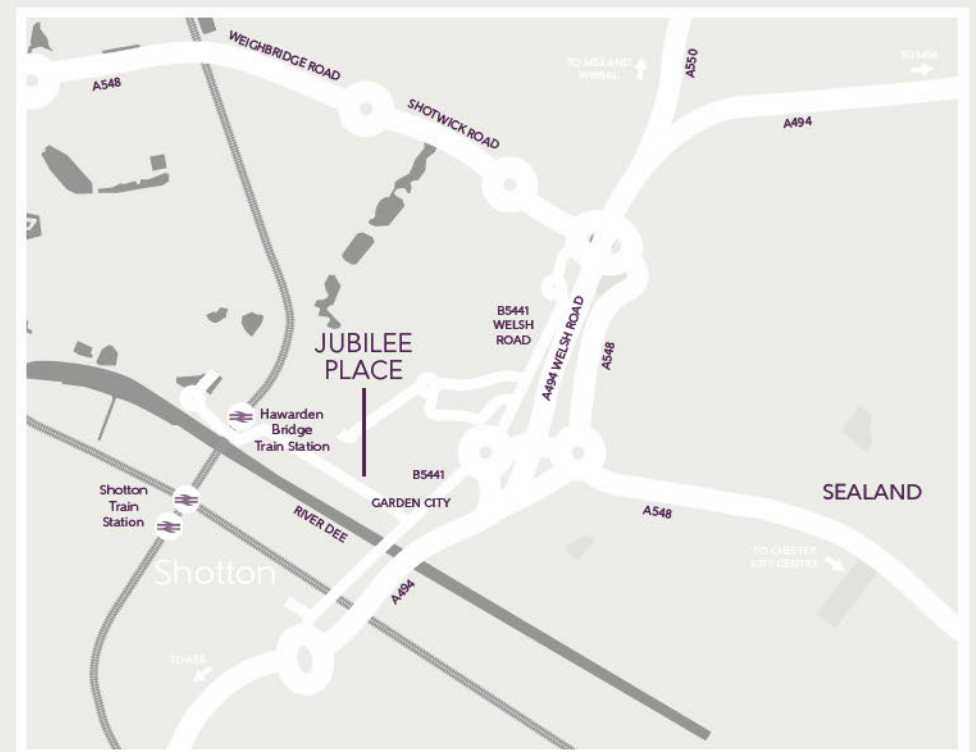 WEIGHBRIDGE ROAD
A548
SHOTWICK ROAD
TO M53 AND
WIRRAL
A550
TO M56
A494
B5441
WELSH
ROAD
A494 WELSH ROAD
A548
JUBILEE
PLACE
Hawarden
Bridge
Train Station
B5441
GARDEN CITY
Shotton
Train
Station
RIVER DEE
SEALAND
A548
TO CHESTER
CITY CENTRE
Shotton
A494
TO A55